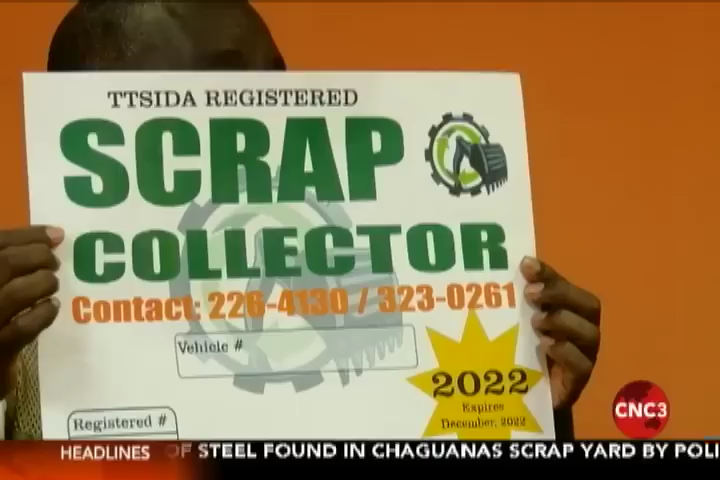 TTSIDA REGISTERED
SCRAP
COLLECTOR
Contact: 226-4130 / 323-0261
Vehicle #
2022
Expires
December, 2022
Registered #
CNC3
HEADLINES OF STEEL FOUND IN CHAGUANAS SCRAP YARD BY POLI